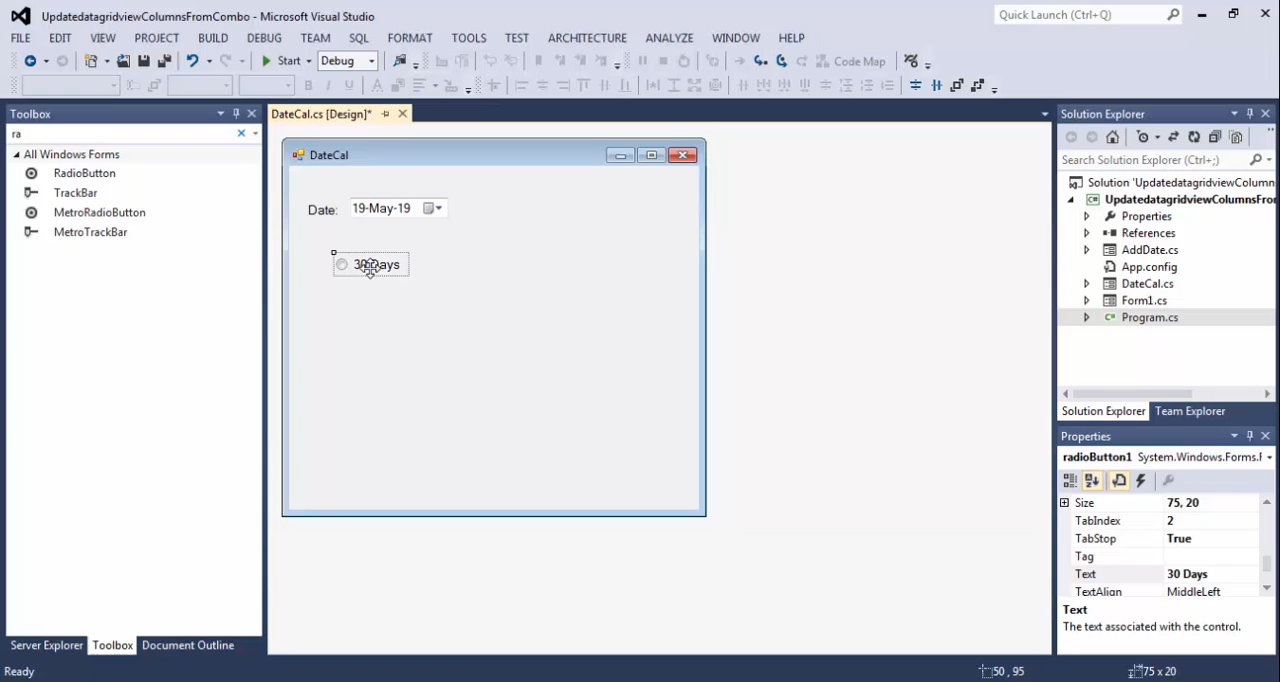 UpdatedatagridviewColumnsFromCombo - Microsoft Visual Studio
Quick Launch (Ctrl+Q)
FILE EDIT VIEW PROJECT BUILD DEBUG TEAM SQL FORMAT TOOLS TEST ARCHITECTURE ANALYZE WINDOW HELP
Start Debug Code Map
Toolbox
ra
All Windows Forms
RadioButton
TrackBar
MetroRadioButton
MetroTrackBar
Server Explorer Toolbox Document Outline
DateCal.cs [Design]*
DateCal
Date: 19-May-19
30 Days
Solution Explorer
Search Solution Explorer (Ctrl+;)
Solution 'UpdatedatagridviewColumn
UpdatedatagridviewColumnsFromCor
Properties
References
AddDate.cs
App.config
DateCal.cs
Form1.cs
Program.cs
Solution Explorer Team Explorer
Properties
radioButton1 System.Windows.Forms.F
Size 75, 20
TabIndex 2
TabStop True
Tag
Text 30 Days
TextAlign MiddleLeft
Text
The text associated with the control.
Ready 50 , 95 75 x 20